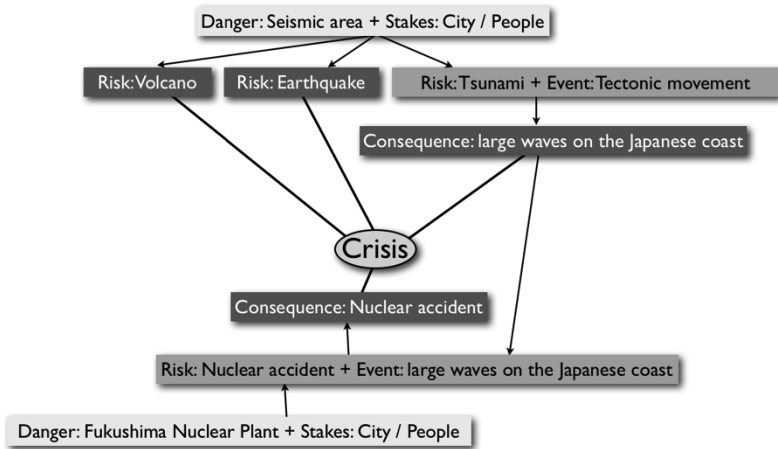 Danger: Seismic area + Stakes: City / People
Risk: Volcano
Risk: Earthquake
Risk: Tsunami + Event: Tectonic movement
Consequence: large waves on the Japanese coast
Crisis
Consequence: Nuclear accident
Risk: Nuclear accident + Event: large waves on the Japanese coast
Danger: Fukushima Nuclear Plant + Stakes: City / People